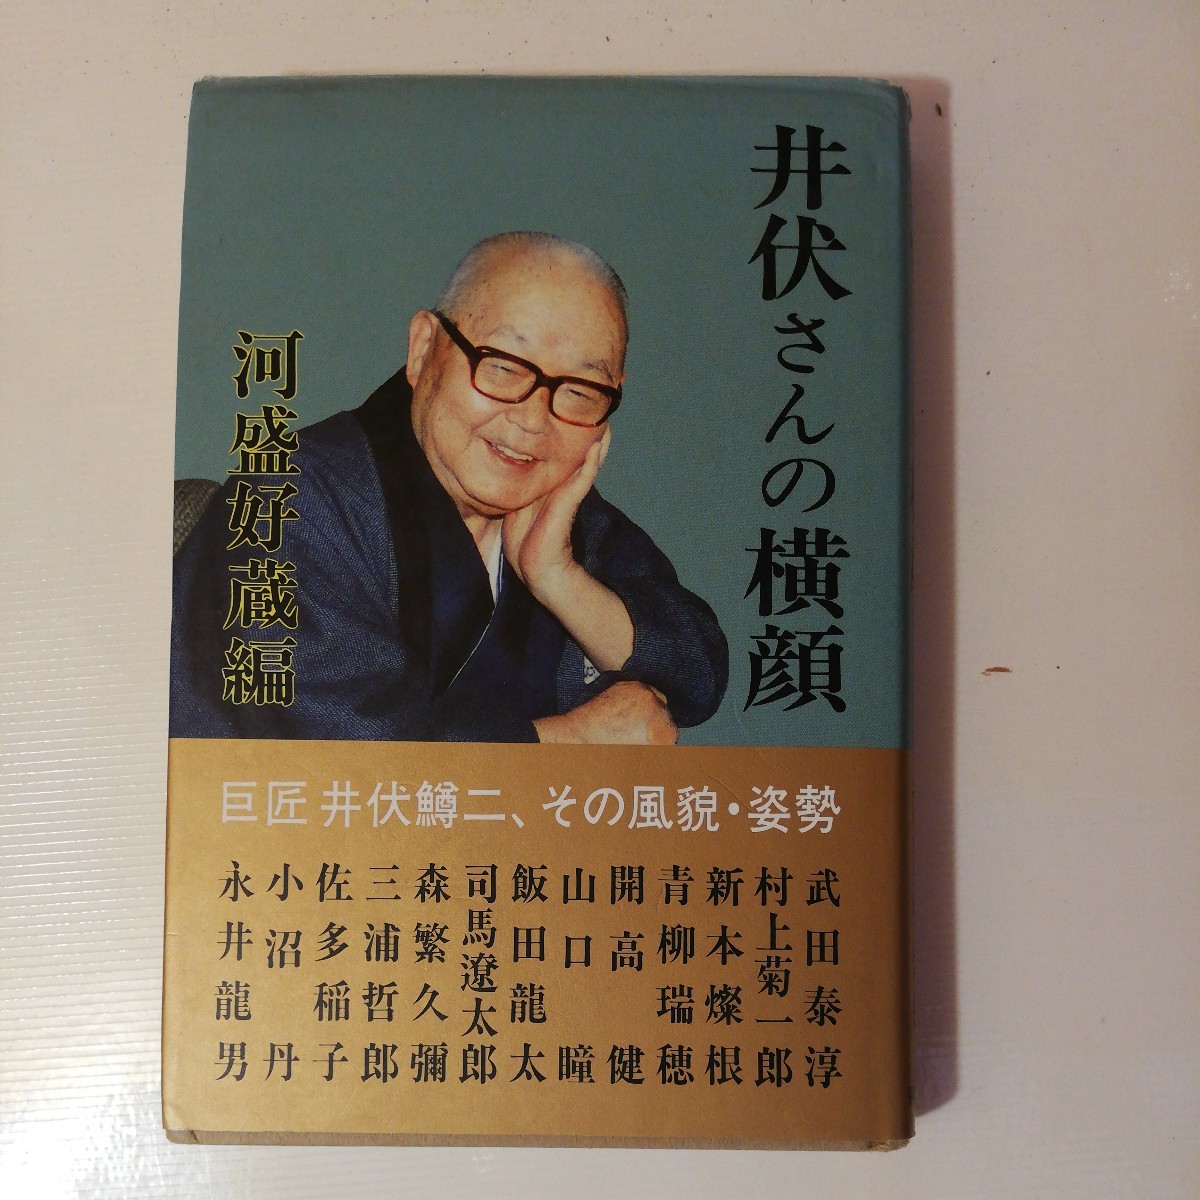 井伏さんの横顔
河盛好蔵編
巨匠 井伏鱒二、その風貌・姿勢
武田泰淳
村上菊一郎
新本燦根
青柳瑞穂
開高健
山口瞳
飯田龍太
司馬遼太郎
森繁久彌
三浦哲郎
佐多稲子
小沼丹
永井龍男